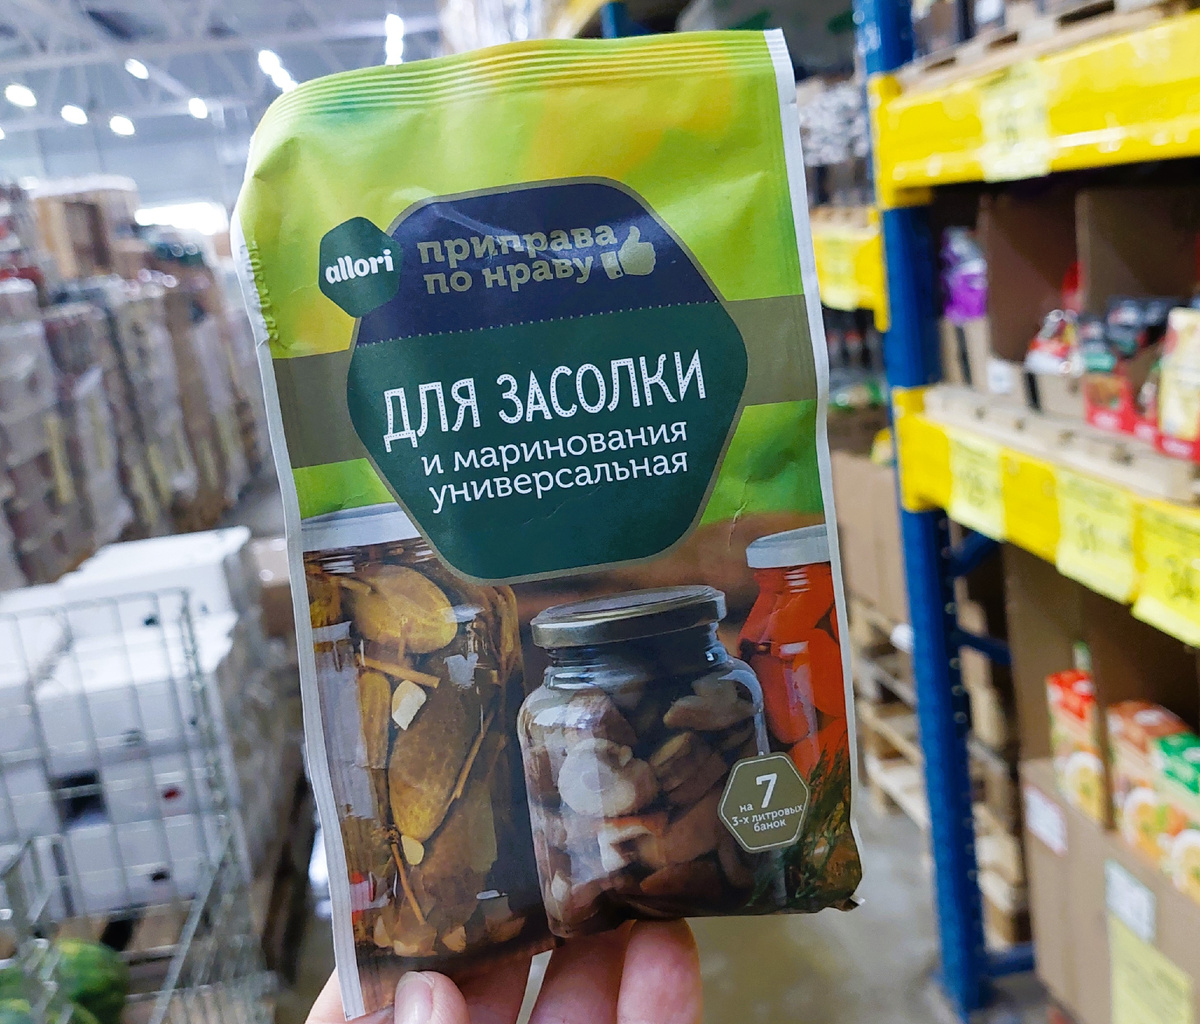 allori
приправа
по нраву
ДЛЯ ЗАСОЛКИ
и маринования
универсальная
на 7
3-х литровых
банок